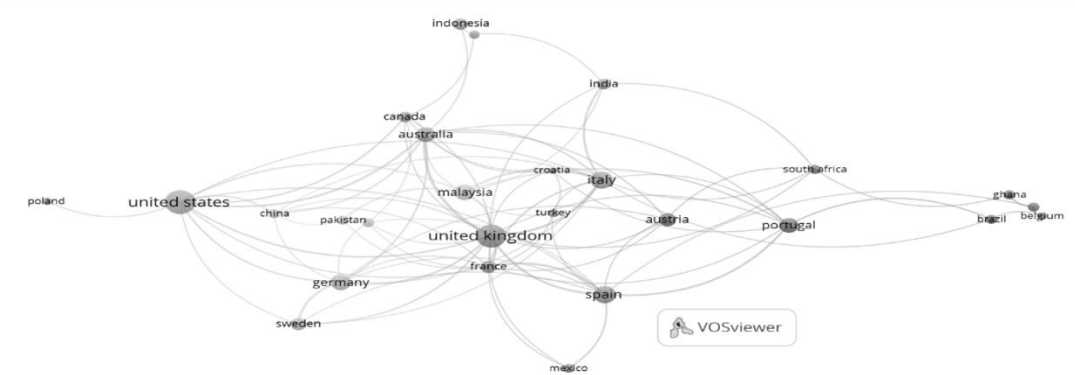 indonesia
india
canada
australia
croatia
south africa
italy
malaysia
ghana
poland
united states
china
pakistan
turkey
austria
portugal
brazil
belgium
united kingdom
france
germany
spain
sweden
VOSviewer
mexico